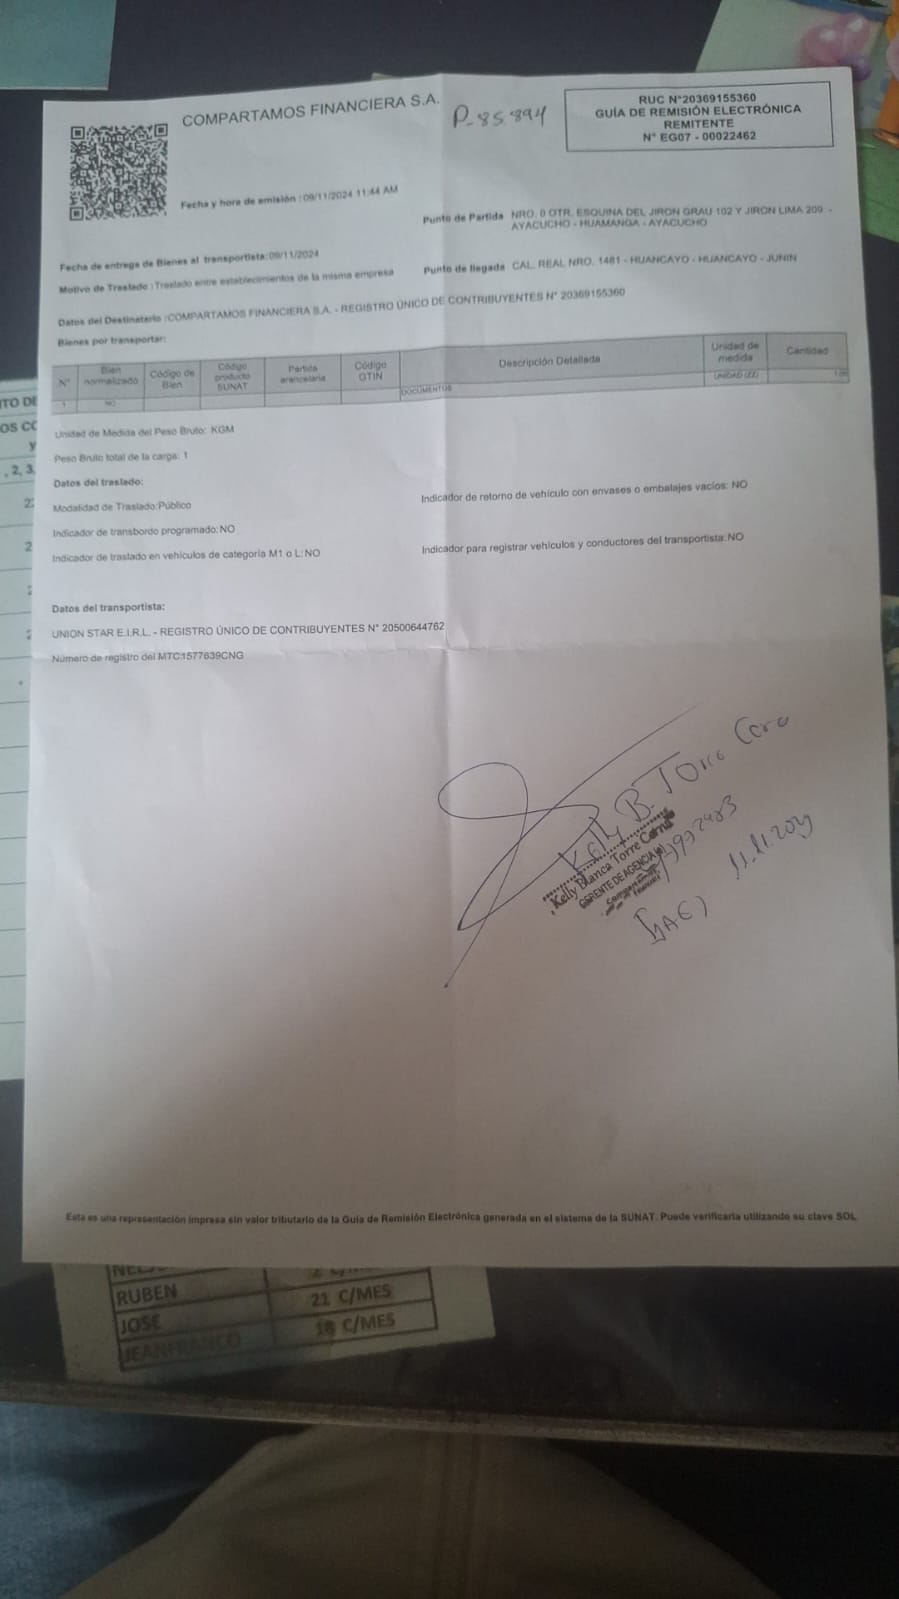 COMPARTAMOS FINANCIERA S.A.
P-85894
RUC N°20369155360
GUÍA DE REMISIÓN ELECTRÓNICA
REMITENTE
N° EG07 - 00022462
Fecha y hora de emisión : 09/11/2024 11:44 AM
Punto de Partida NRO. 0 OTR. ESQUINA DEL JIRON GRAU 102 Y JIRON LIMA 209 -
AYACUCHO - HUAMANGA - AYACUCHO
Fecha de entrega de Bienes al transportista:09/11/2024
Motivo de Traslado : Traslado entre establecimientos de la misma empresa
Punto de llegada CAL. REAL NRO. 1481 - HUANCAYO - HUANCAYO - JUNIN
Datos del Destinatario :COMPARTAMOS FINANCIERA S.A. - REGISTRO ÚNICO DE CONTRIBUYENTES N° 20369155360
Bienes por transportar:
N° Bien normalizado Código de Bien Código producto SUNAT Partida arancelaria Código GTIN Descripción Detallada Unidad de medida Cantidad
1 NO DOCUMENTOS
Unidad de Medida del Peso Bruto: KGM
Peso Bruto total de la carga: 1
Datos del traslado:
Modalidad de Traslado:Público
Indicador de retorno de vehículo con envases o embalajes vacíos: NO
Indicador de transbordo programado:NO
Indicador de traslado en vehículos de categoría M1 o L:NO
Indicador para registrar vehículos y conductores del transportista:NO
Datos del transportista:
UNION STAR E.I.R.L. - REGISTRO ÚNICO DE CONTRIBUYENTES N° 20500644762
Número de registro del MTC:1577639CNG
Kelly B. Torre
Kelly Blanca Torre
GERENTE DE AGENCIA
Esta es una representación impresa sin valor tributario de la Guía de Remisión Electrónica generada en el sistema de la SUNAT. Puede verificarla utilizando su clave SOL
RUBEN 21 C/MES
JOSE 18 C/MES
JEANFRANCO